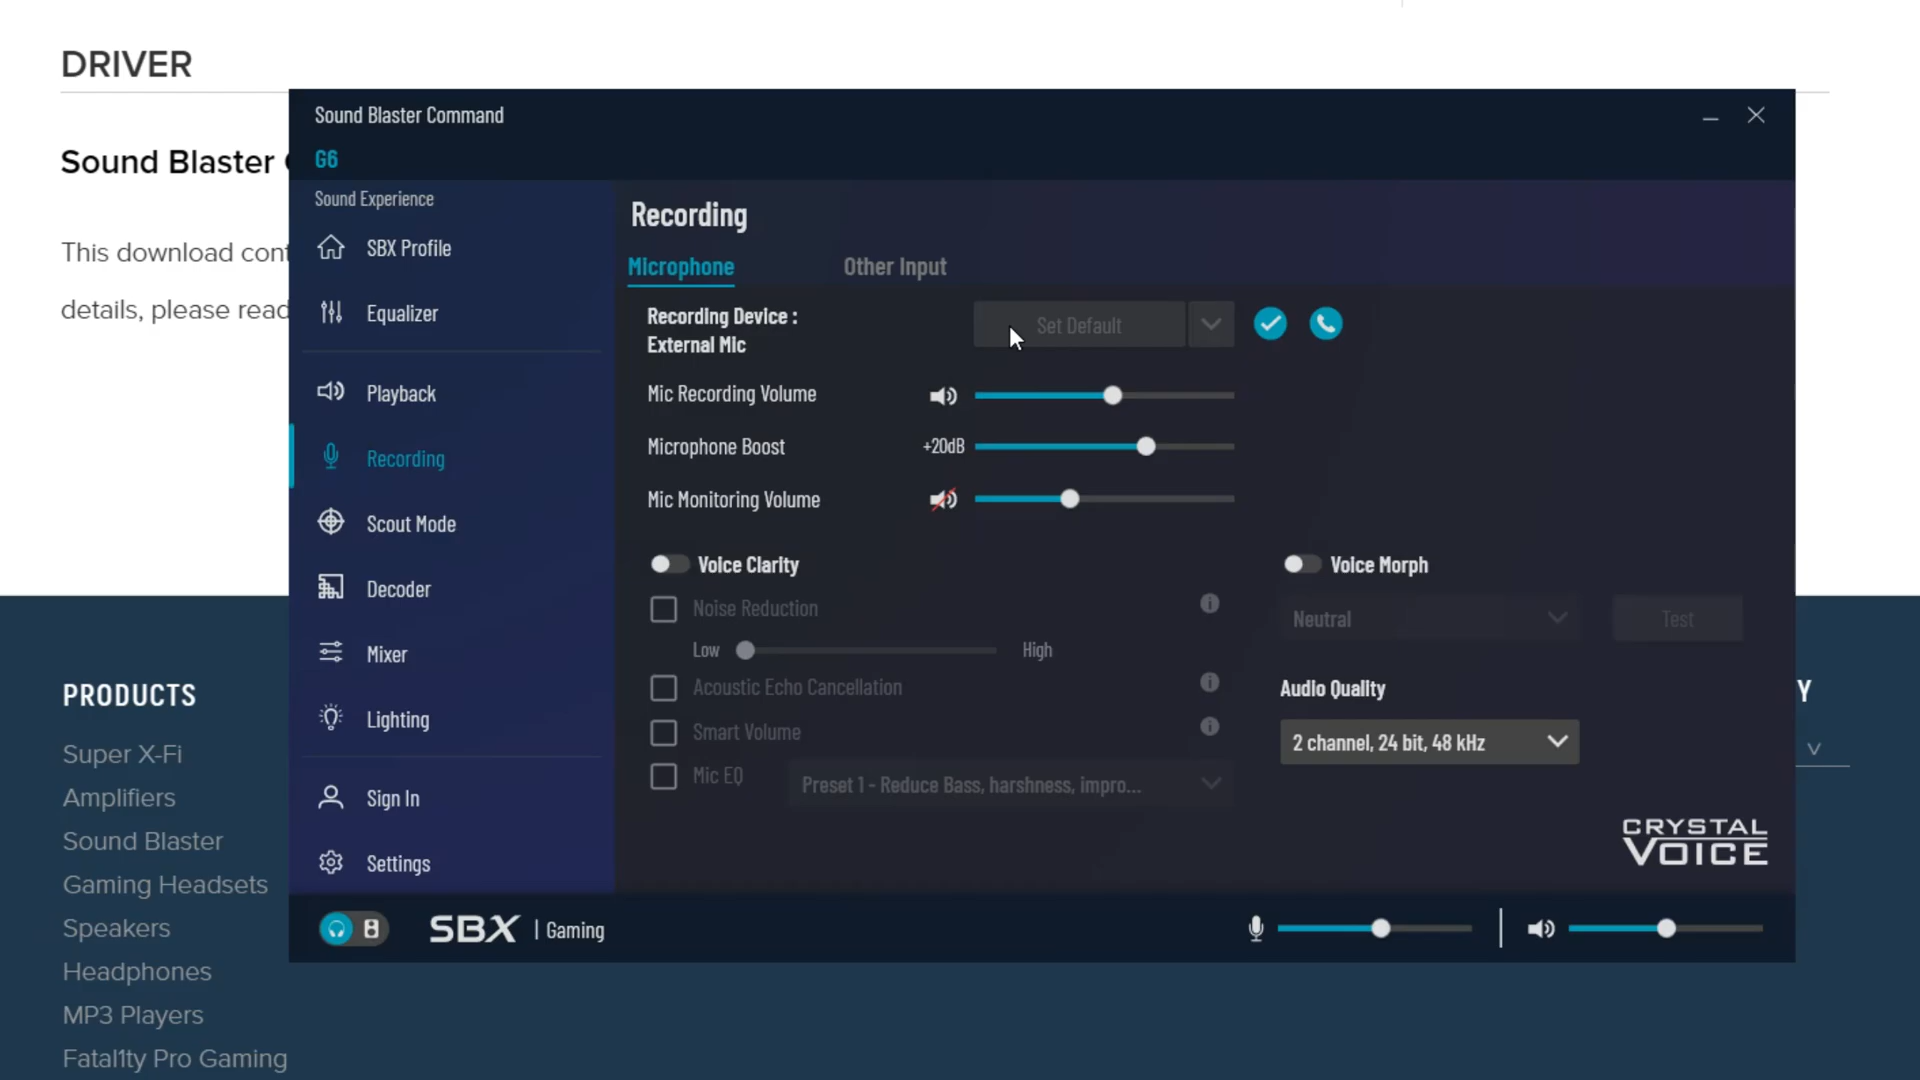 DRIVER
Sound Blaster
This download cont
details, please read
Sound Blaster Command
G6
Sound Experience
SBX Profile
Equalizer
Playback
Recording
Scout Mode
Decoder
Mixer
Lighting
Sign In
Settings
Recording
Microphone
Other Input
Recording Device :
External Mic
Set Default
Mic Recording Volume
Microphone Boost
+20dB
Mic Monitoring Volume
Voice Clarity
Noise Reduction
Low
High
Acoustic Echo Cancellation
Smart Volume
Mic EQ
Preset 1 - Reduce Bass, harshness, impro...
Voice Morph
Neutral
Test
Audio Quality
2 channel, 24 bit, 48 kHz
CRYSTAL
VOICE
SBX | Gaming
PRODUCTS
Super X-Fi
Amplifiers
Sound Blaster
Gaming Headsets
Speakers
Headphones
MP3 Players
Fatal1ty Pro Gaming
Y